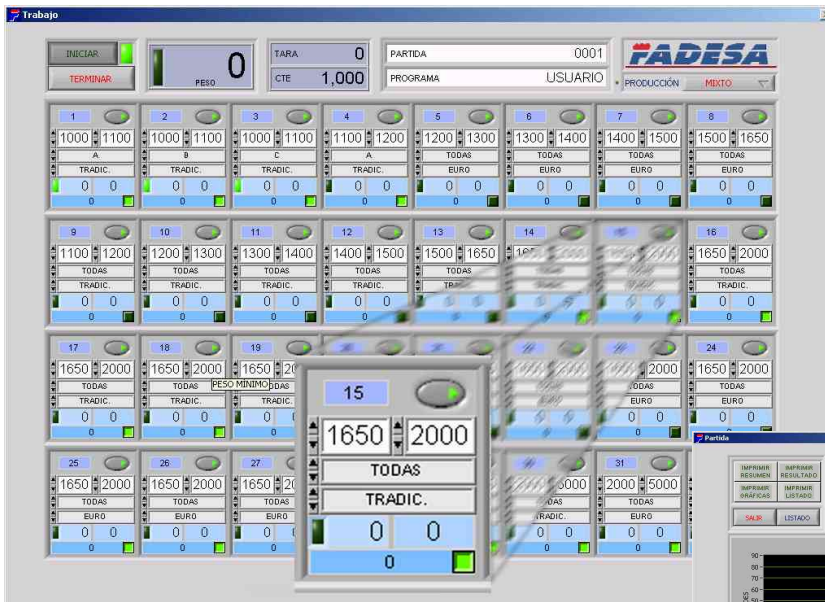 Trabajo
INICIAR
TERMINAR
0
PESO
TARA 0
CTE 1,000
PARTIDA 0001
PROGRAMA USUARIO
FADESA
PRODUCCIÓN MIXTO
1 2 3 4 5 6 7 8
1000 1100 1000 1100 1000 1100 1100 1200 1200 1300 1300 1400 1400 1500 1500 1650
A B C A TODAS TODAS TODAS TODAS
TRADIC. TRADIC. TRADIC. TRADIC. EURO EURO EURO EURO
0 0 0 0 0 0 0 0 0 0 0 0 0 0 0 0
0 0 0 0 0 0 0 0
9 10 11 12 13 14 16
1100 1200 1200 1300 1300 1400 1400 1500 1500 1650 1650 2000
TODAS TODAS TODAS TODAS TODAS TODAS
TRADIC. TRADIC. TRADIC. TRADIC. TRADIC.
0 0 0 0 0 0 0 0 0 0
0 0 0 0 0
17 18 19 24
1650 2000 1650 2000 1650 2000 1650 2000
TODAS TODAS PESO MINIMO TODAS TODAS
TRADIC. TRADIC. TRADIC. EURO EURO
0 0 0 0 0 0 0 0 0
0 0 0 0 0
15
1650 2000
TODAS
TRADIC.
0 0
0
25 26 27 31
1650 2000 1650 2000 1650 5000 2000 5000
TODAS TODAS TODAS
EURO EURO EURO TRADIC. EURO
0 0 0 0 0 0 0 0
0 0 0 0 0
Partida
IMPRIMIR RESUMEN
IMPRIMIR RESULTADO
IMPRIMIR GRÁFICAS
IMPRIMIR LISTADO
SALIR LISTADO
90
80
70
60
50